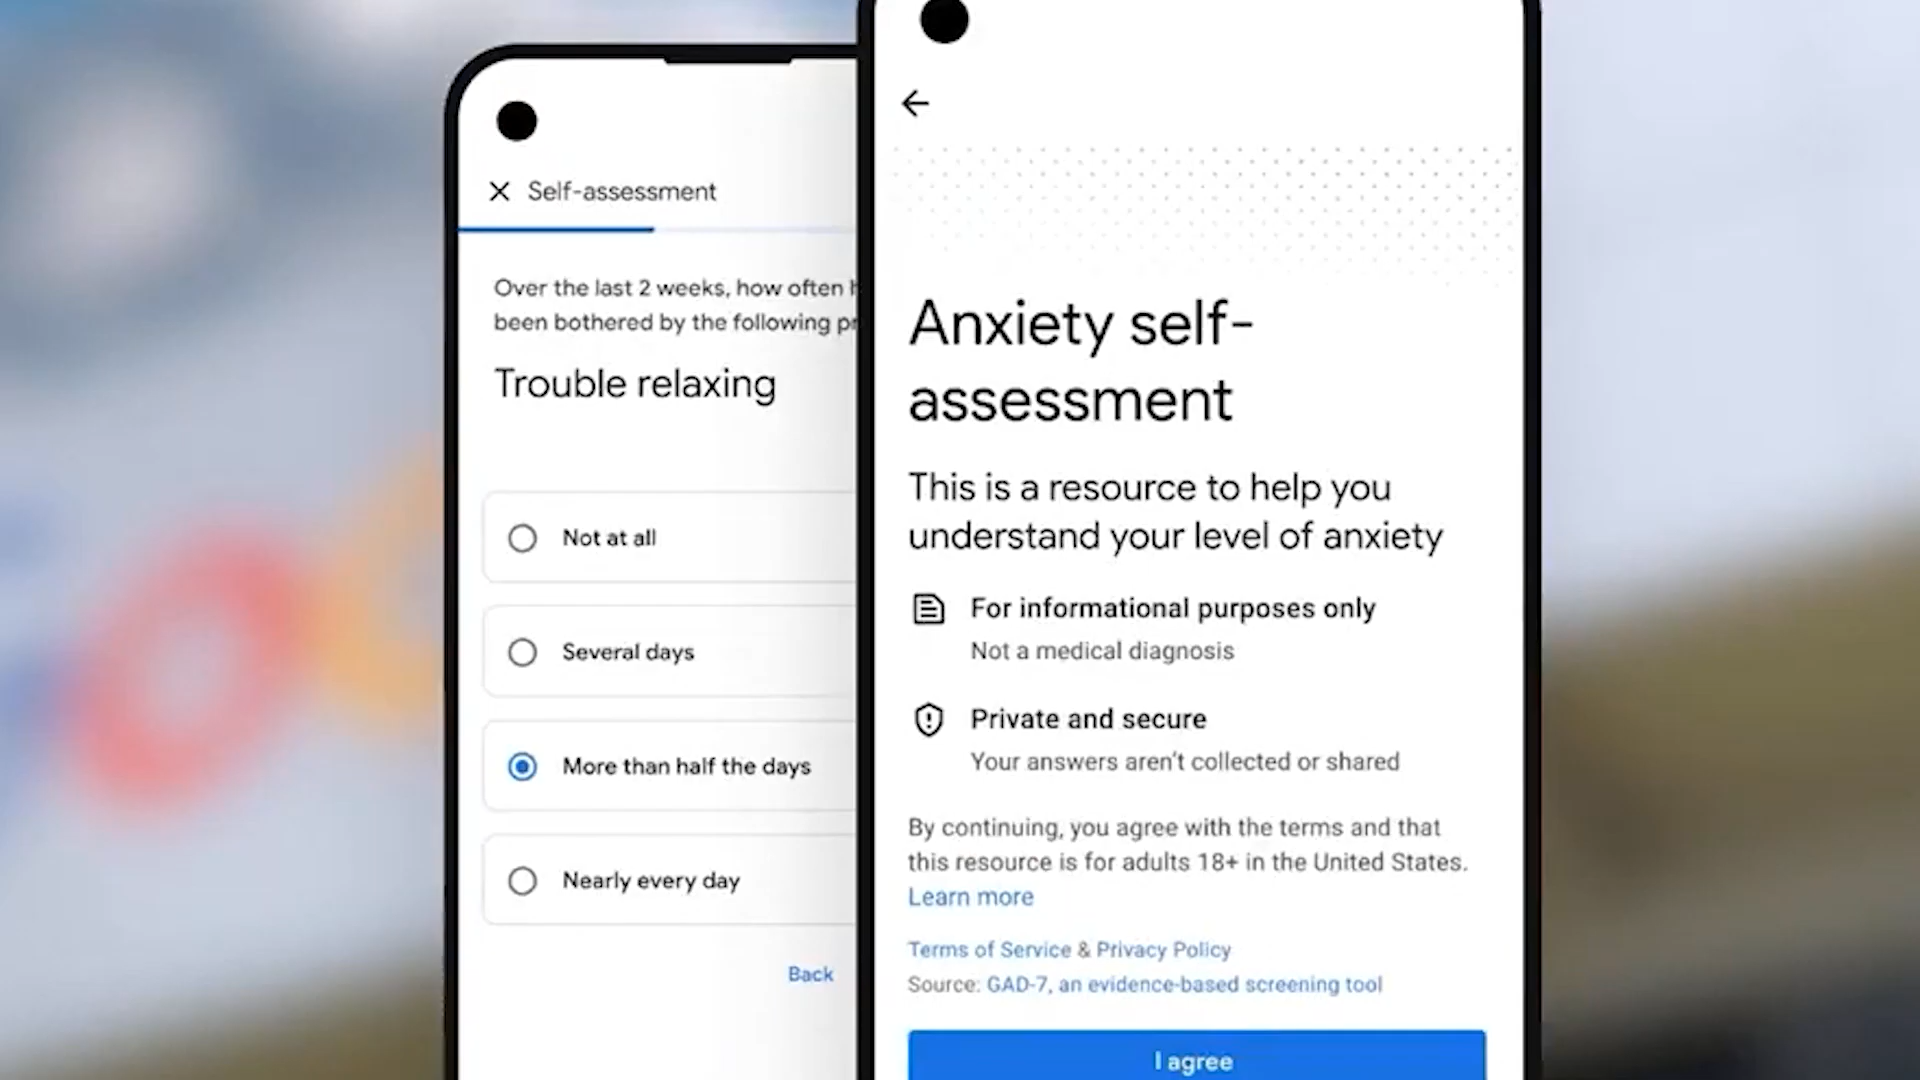 Self-assessment
Over the last 2 weeks, how often
been bothered by the following
Trouble relaxing
Not at all
Several days
More than half the days
Nearly every day
Back
Anxiety self-
assessment
This is a resource to help you
understand your level of anxiety
For informational purposes only
Not a medical diagnosis
Private and secure
Your answers aren't collected or shared
By continuing, you agree with the terms and that
this resource is for adults 18+ in the United States.
Learn more
Terms of Service & Privacy Policy
Source: GAD-7, an evidence-based screening tool
I agree